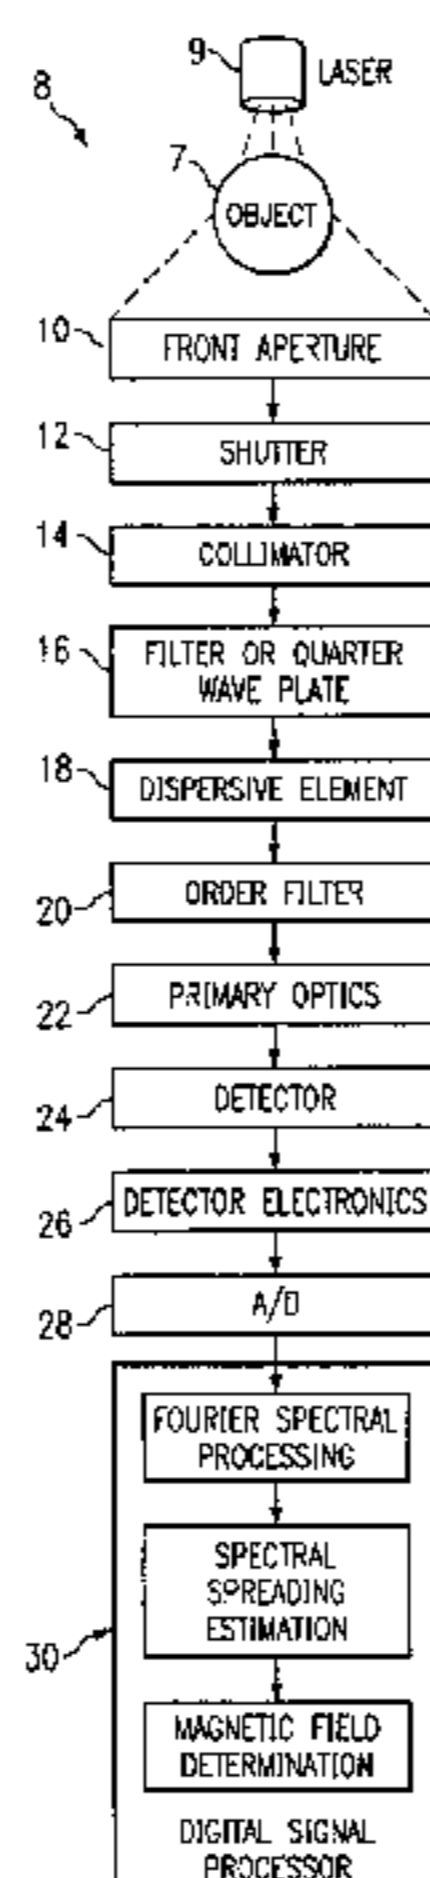 9
LASER
8
7
OBJECT
10
FRONT APERTURE
12
SHUTTER
14
COLLIMATOR
16
FILTER OR QUARTER
WAVE PLATE
18
DISPERSIVE ELEMENT
20
ORDER FILTER
22
PRIMARY OPTICS
24
DETECTOR
26
DETECTOR ELECTRONICS
28
A/D
FOURIER SPECTRAL
PROCESSING
SPECTRAL
SPREADING
ESTIMATION
30
MAGNETIC FIELD
DETERMINATION
DIGITAL SIGNAL
PROCESSOR